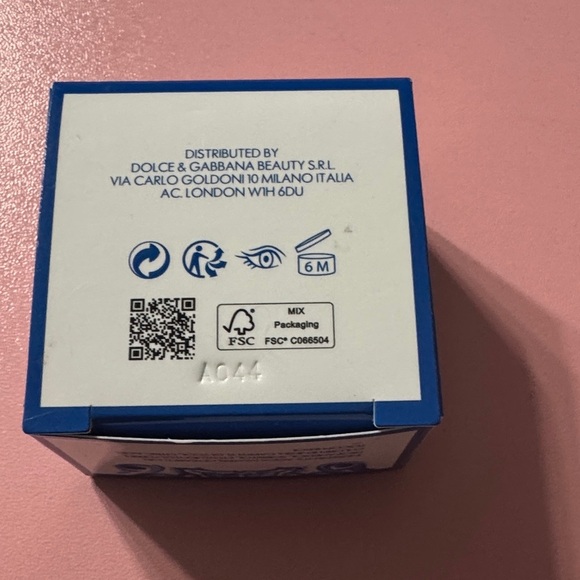 DISTRIBUTED BY
DOLCE & GABBANA BEAUTY S.R.L.
VIA CARLO GOLDONI 10 MILANO ITALIA
AC. LONDON W1H 6DU
6 M
FSC
MIX
Packaging
FSC® C066504
A044